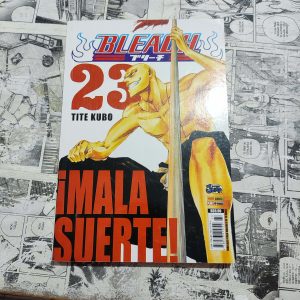 BLEACH
ブリーチ
23
TITE KUBO
¡MALA
SUERTE!